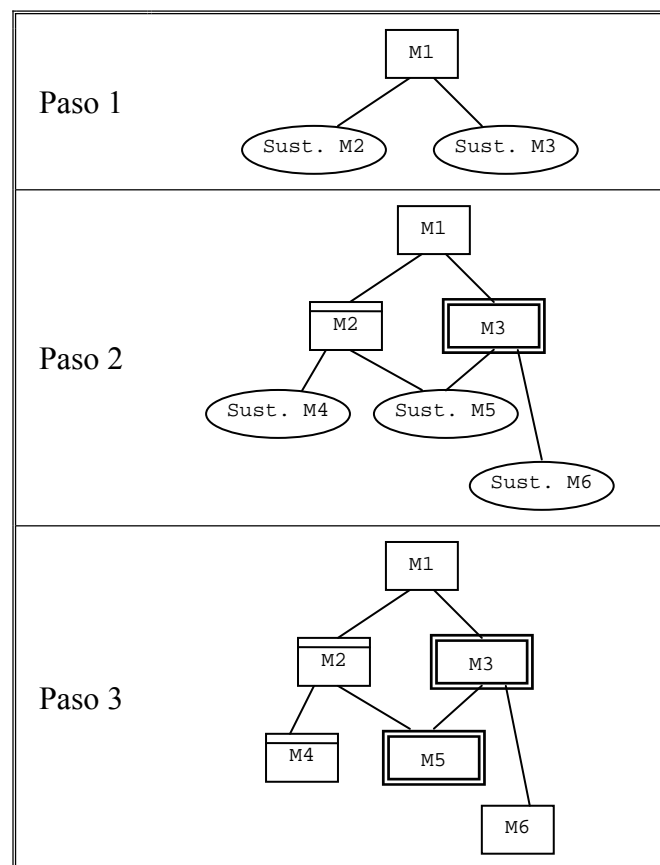 Paso 1
M1
Sust. M2
Sust. M3
Paso 2
M1
M2
M3
Sust. M4
Sust. M5
Sust. M6
Paso 3
M1
M2
M3
M4
M5
M6